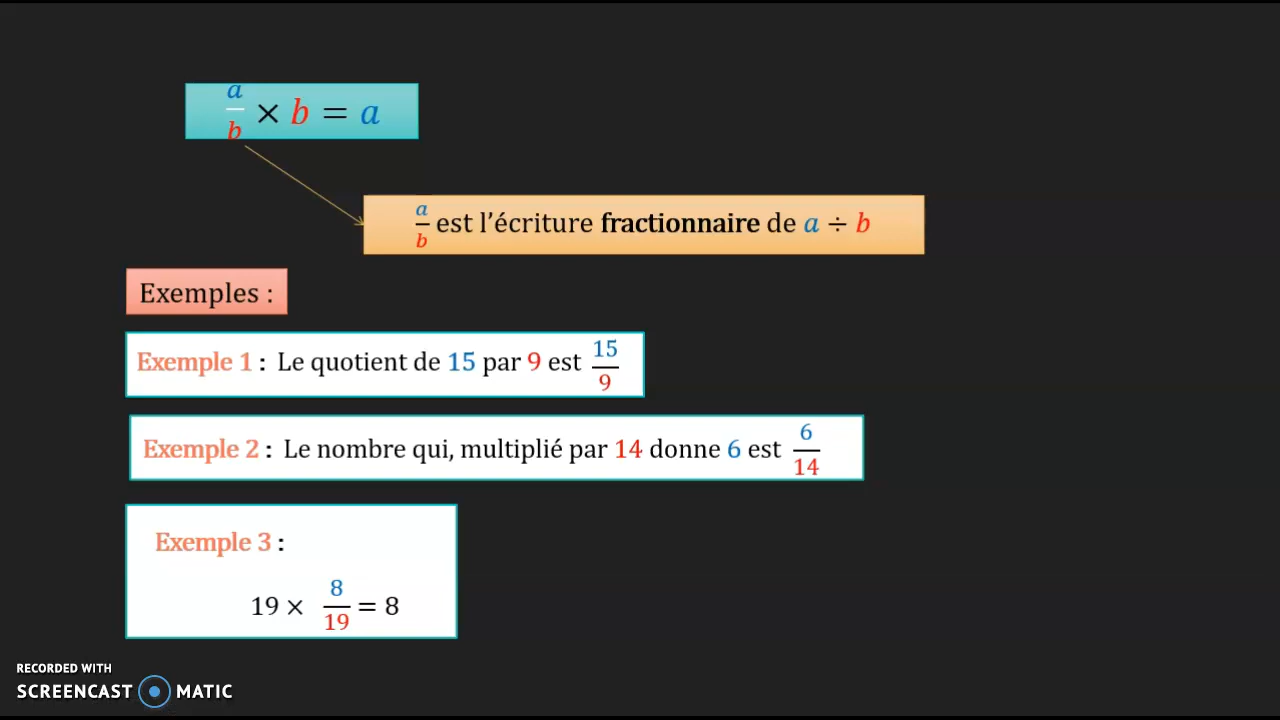 a/b × b = a
a/b est l'écriture fractionnaire de a ÷ b
Exemples :
Exemple 1 : Le quotient de 15 par 9 est 15/9
Exemple 2 : Le nombre qui, multiplié par 14 donne 6 est 6/14
Exemple 3 :
19 × 8/19 = 8
RECORDED WITH
SCREENCAST MATIC